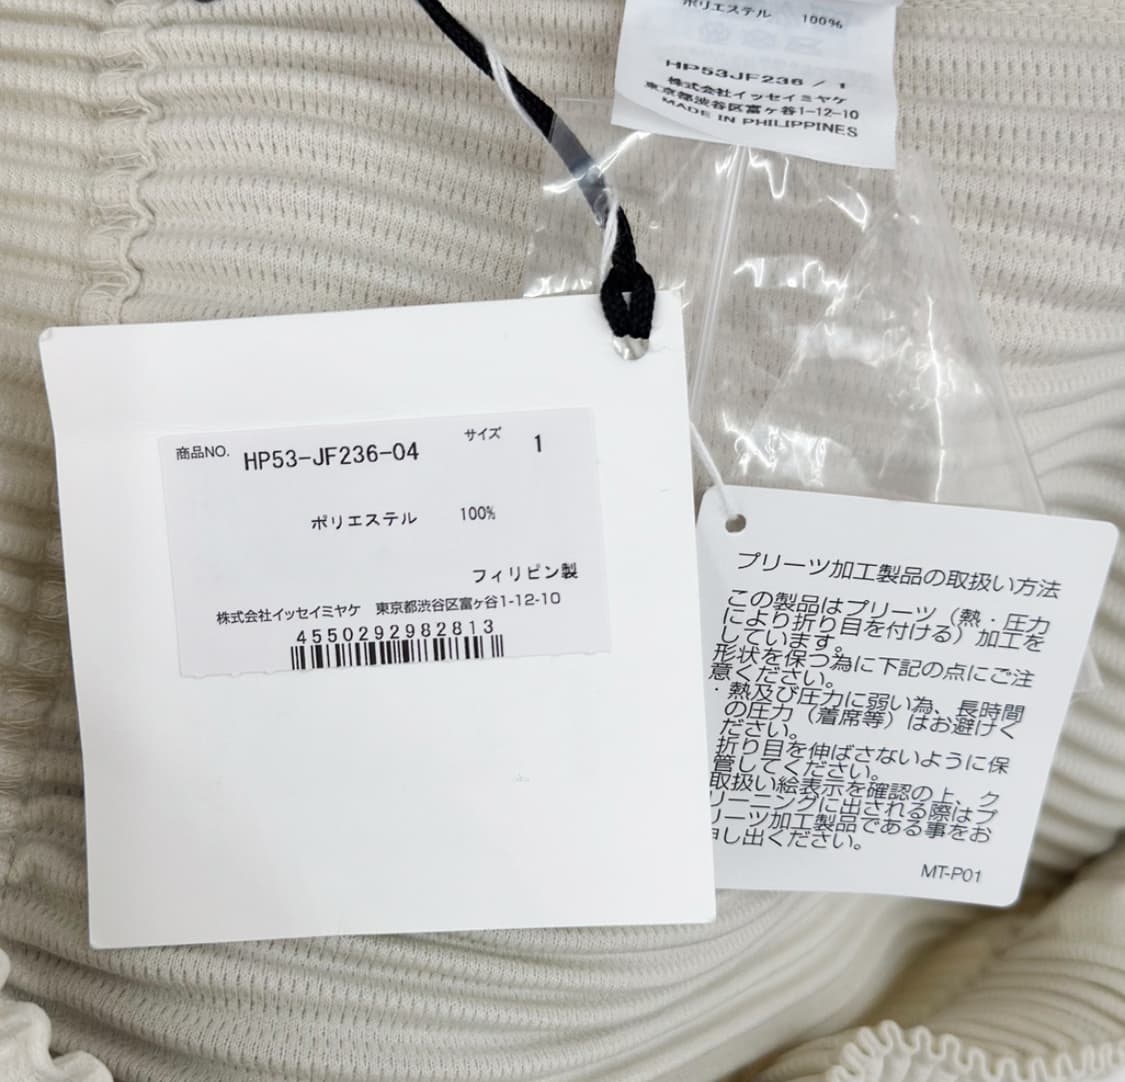 ポリエステル 100%
HP53JF236 / 1
株式会社イッセイミヤケ
東京都渋谷区富ヶ谷1-12-10
MADE IN PHILIPPINES
商品NO. HP53-JF236-04 サイズ 1
ポリエステル 100%
フィリピン製
株式会社イッセイミヤケ 東京都渋谷区富ヶ谷1-12-10
4550292982813
プリーツ加工製品の取扱い方法
この製品はプリーツ（熱・圧力
により折り目を付ける）加工を
しています。
形状を保つ為に下記の点にご注
意ください。
・熱及び圧力に弱い為、長時間
の圧力（着席等）はお避けく
ださい。
折り目を伸ばさないように保
管してください。
取扱い絵表示を確認の上、ク
リーニングに出される際はプ
リーツ加工製品である事をお
申し出ください。
MT-P01